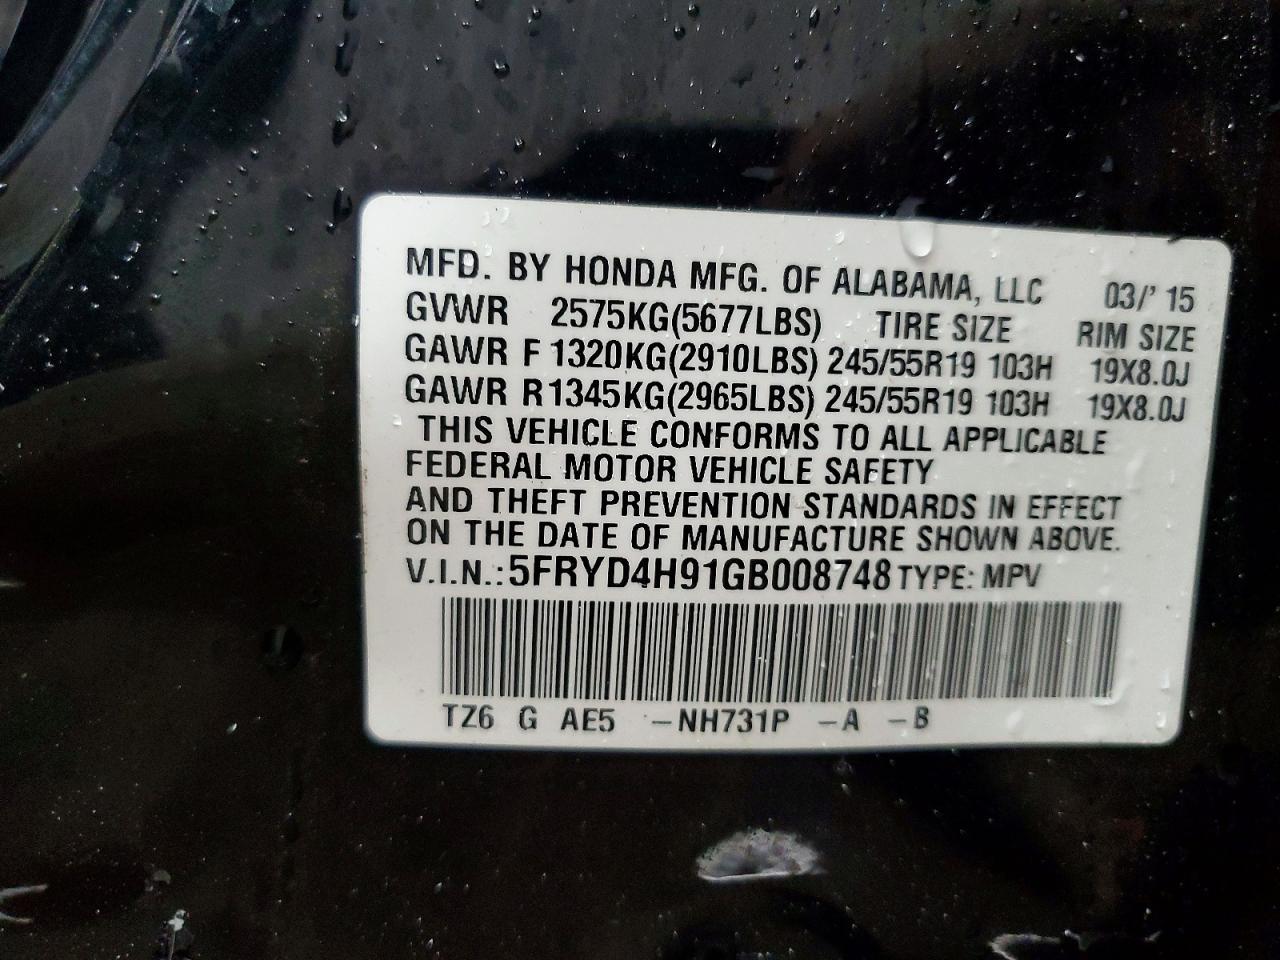 MFD. BY HONDA MFG. OF ALABAMA, LLC 03/' 15
GVWR 2575KG(5677LBS) TIRE SIZE RIM SIZE
GAWR F 1320KG(2910LBS) 245/55R19 103H 19X8.0J
GAWR R1345KG(2965LBS) 245/55R19 103H 19X8.0J
THIS VEHICLE CONFORMS TO ALL APPLICABLE
FEDERAL MOTOR VEHICLE SAFETY
AND THEFT PREVENTION STANDARDS IN EFFECT
ON THE DATE OF MANUFACTURE SHOWN ABOVE.
V.I.N.: 5FRYD4H91GB008748 TYPE: MPV
TZ6 G AE5 -NH731P -A -B